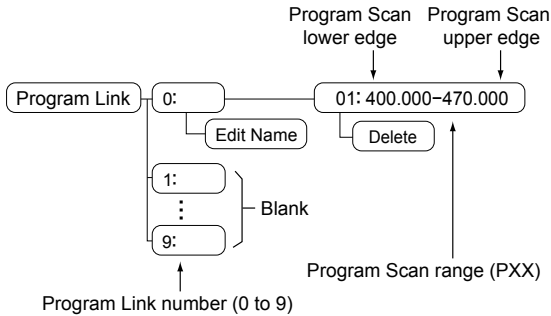 Program Scan
lower edge
Program Scan
upper edge
Program Link
0:
01: 400.000–470.000
Edit Name
Delete
1:
⋮
Blank
9:
Program Scan range (PXX)
Program Link number (0 to 9)